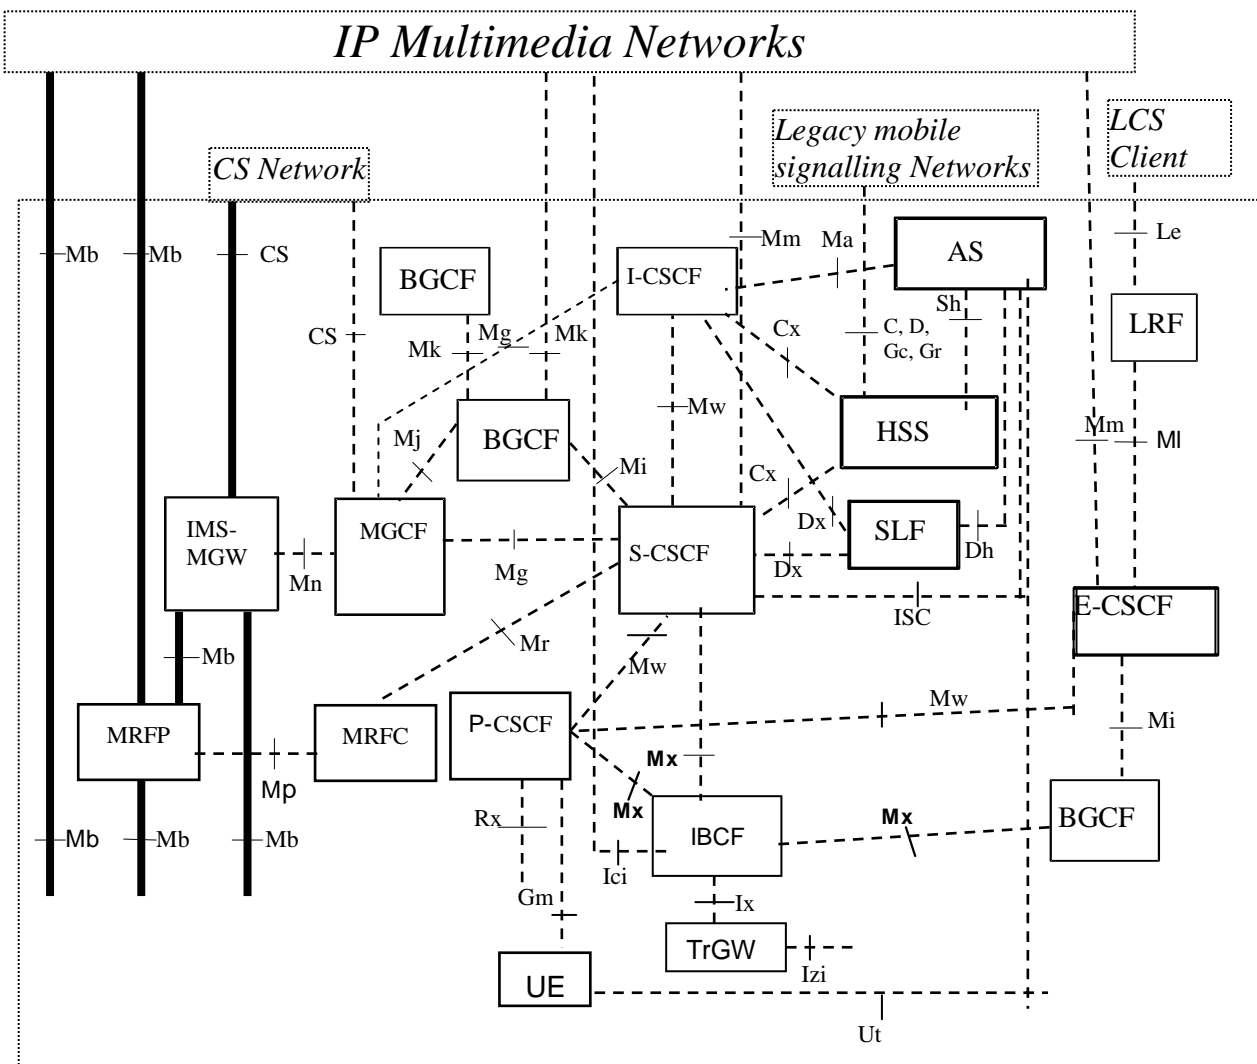 IP Multimedia Networks
Legacy mobile
signalling Networks
LCS
Client
CS Network
Mb
Mb
CS
Mm
Ma
AS
Le
BGCF
I-CSCF
Sh
LRF
CS
Mk
Mg
Mk
Cx
C, D,
Gc, Gr
Mw
HSS
Mm
Ml
Mj
BGCF
Mi
Cx
IMS-
MGW
MGCF
Mn
Mg
S-CSCF
Dx
SLF
Dx
Dh
ISC
E-CSCF
Mb
Mr
Mw
Mw
Mi
MRFP
MRFC
P-CSCF
Mp
Mx
Mx
Mx
Rx
IBCF
BGCF
Mb
Mb
Mb
Ici
Gm
Ix
TrGW
Izi
UE
Ut